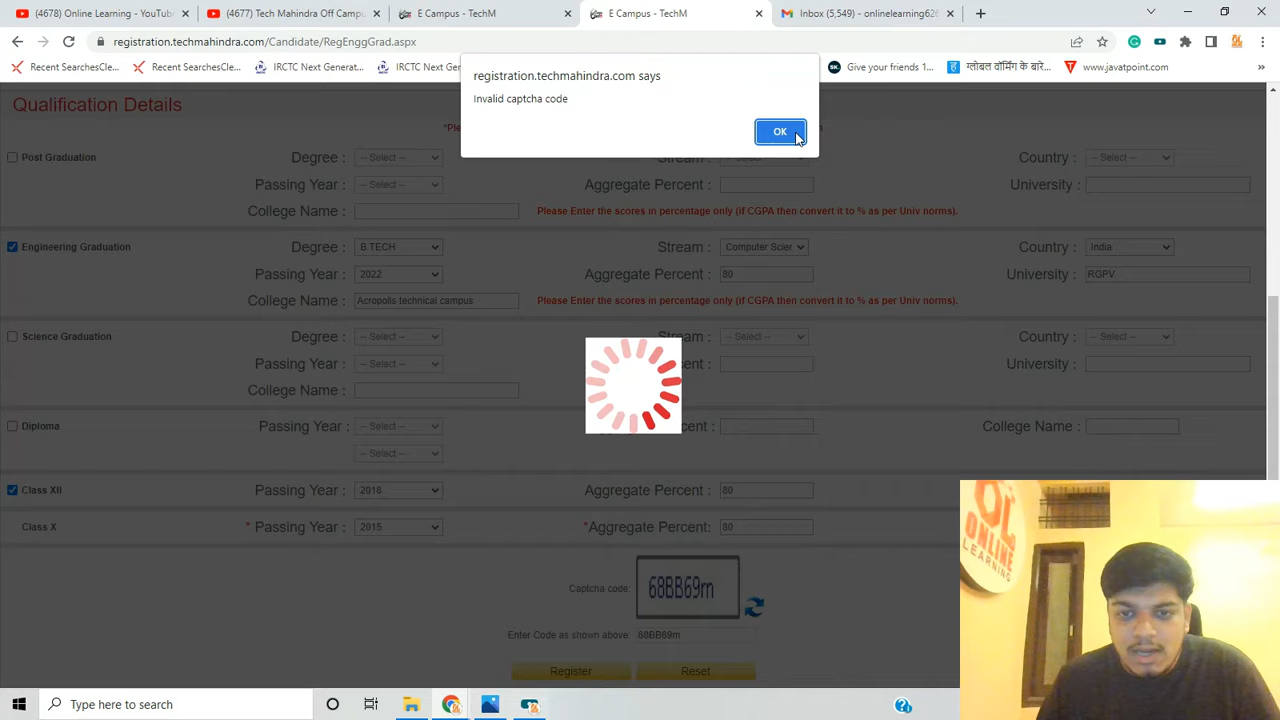 (4678) Online Learning - YouTub
(4677) Tech Mahindra Off Camp
E Campus - TechM
E Campus - TechM
Inbox (5,549) - onlinelearning626
registration.techmahindra.com/Candidate/RegEnggGrad.aspx
Recent SearchesCle...
Recent SearchesCle...
IRCTC Next Generat...
IRCTC Next Generat
Give your friends 1...
ग्लोबल वॉर्मिंग के बारे...
www.javatpoint.com
registration.techmahindra.com says
Invalid captcha code
OK
Qualification Details
Post Graduation
Degree :
-- Select --
Country :
-- Select --
Passing Year :
-- Select --
Aggregate Percent :
University :
College Name :
Please Enter the scores in percentage only (if CGPA then convert it to % as per Univ norms).
Engineering Graduation
Degree :
B.TECH
Stream :
Computer Scier
Country :
India
Passing Year :
2022
Aggregate Percent :
80
University :
RGPV
College Name :
Acropolis technical campus
Please Enter the scores in percentage only (if CGPA then convert it to % as per Univ norms).
Science Graduation
Degree :
-- Select --
Stream :
-- Select --
Country :
-- Select --
Passing Year :
-- Select --
University :
College Name :
Diploma
Passing Year :
-- Select --
College Name :
-- Select --
Class XII
Passing Year :
2018
Aggregate Percent :
80
Class X
* Passing Year :
2015
*Aggregate Percent:
80
Captcha code:
68BB69m
Enter Code as shown above:
68BB69m
Register
Reset
OL
ONLINE
LEARNING
Type here to search